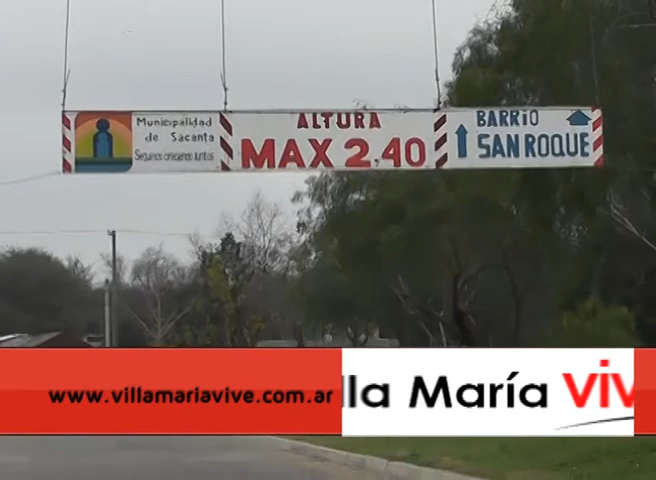 Municipalidad
de Sacanta
Seguimos creciendo juntos
ALTURA
MAX 2,40
BARRIO
SAN ROQUE
www.villamariavive.com.ar
lla María viv